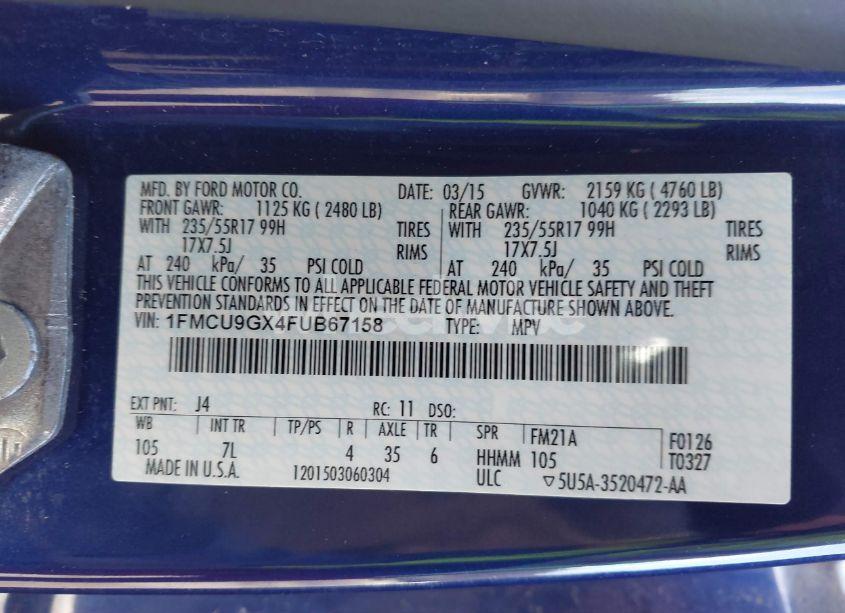 MFD. BY FORD MOTOR CO. DATE: 03/15 GVWR: 2159 KG ( 4760 LB)
FRONT GAWR: 1125 KG ( 2480 LB) REAR GAWR: 1040 KG ( 2293 LB)
WITH 235/55R17 99H TIRES WITH 235/55R17 99H TIRES
17X7.5J RIMS 17X7.5J RIMS
AT 240 kPa/ 35 PSI COLD AT 240 kPa/ 35 PSI COLD
THIS VEHICLE CONFORMS TO ALL APPLICABLE FEDERAL MOTOR VEHICLE SAFETY AND THEFT
PREVENTION STANDARDS IN EFFECT ON THE DATE OF MANUFACTURE SHOWN ABOVE.
VIN: 1FMCU9GX4FUB67158 TYPE: MPV
EXT PNT: J4 RC: 11 DSO:
WB INT TR TP/PS R AXLE TR SPR FM21A F0126
105 7L 4 35 6 HHMM 105 T0327
MADE IN U.S.A. 1201503060304 ULC ▽5U5A-3520472-AA